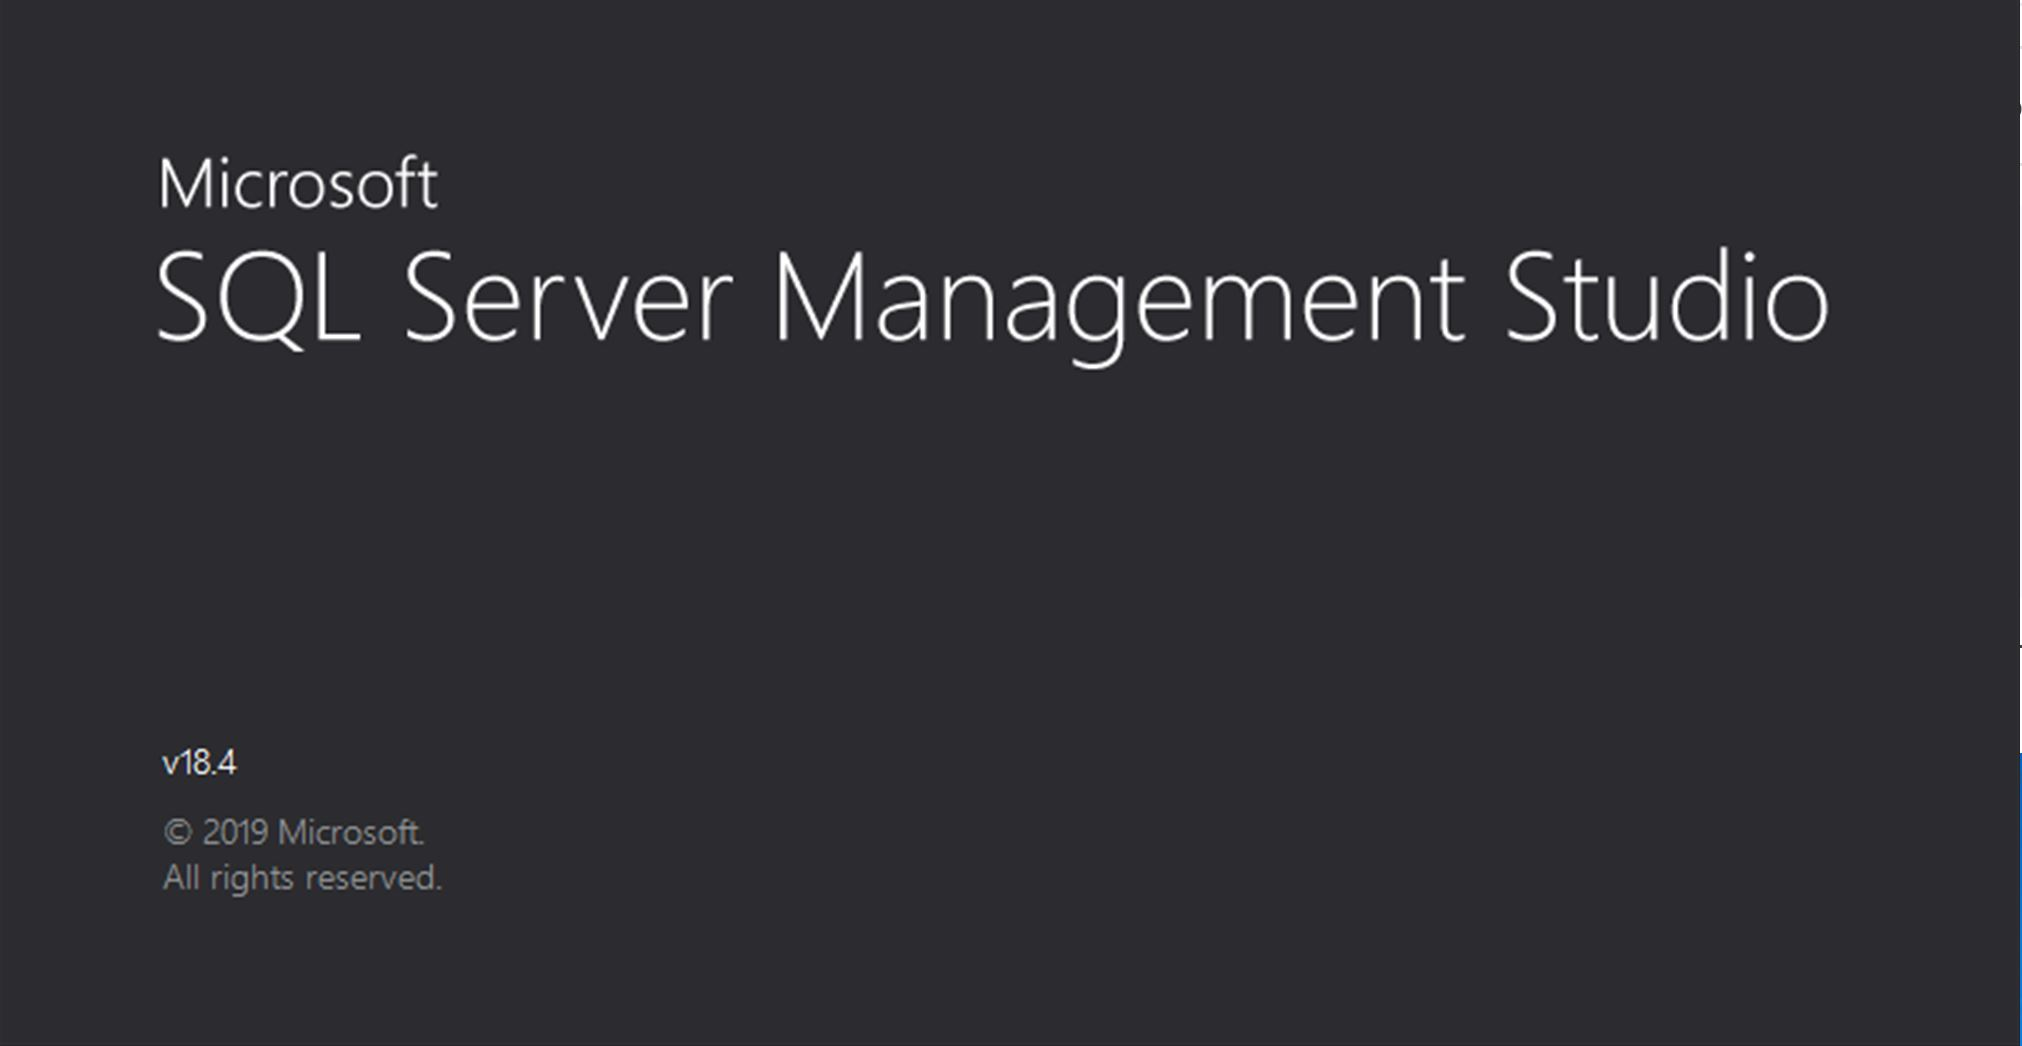 Microsoft
SQL Server Management Studio
v18.4
© 2019 Microsoft.
All rights reserved.